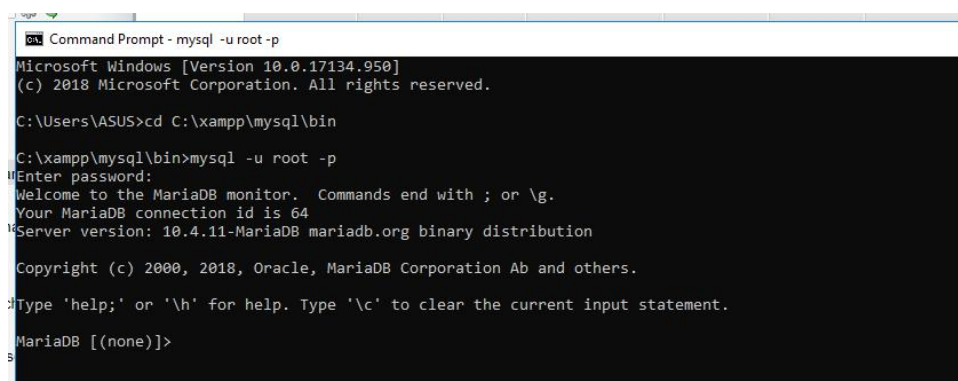 Command Prompt - mysql -u root -p
Microsoft Windows [Version 10.0.17134.950]
(c) 2018 Microsoft Corporation. All rights reserved.
C:\Users\ASUS>cd C:\xampp\mysql\bin
C:\xampp\mysql\bin>mysql -u root -p
Enter password:
Welcome to the MariaDB monitor.  Commands end with ; or \g.
Your MariaDB connection id is 64
Server version: 10.4.11-MariaDB mariadb.org binary distribution
Copyright (c) 2000, 2018, Oracle, MariaDB Corporation Ab and others.
Type 'help;' or '\h' for help. Type '\c' to clear the current input statement.
MariaDB [(none)]>